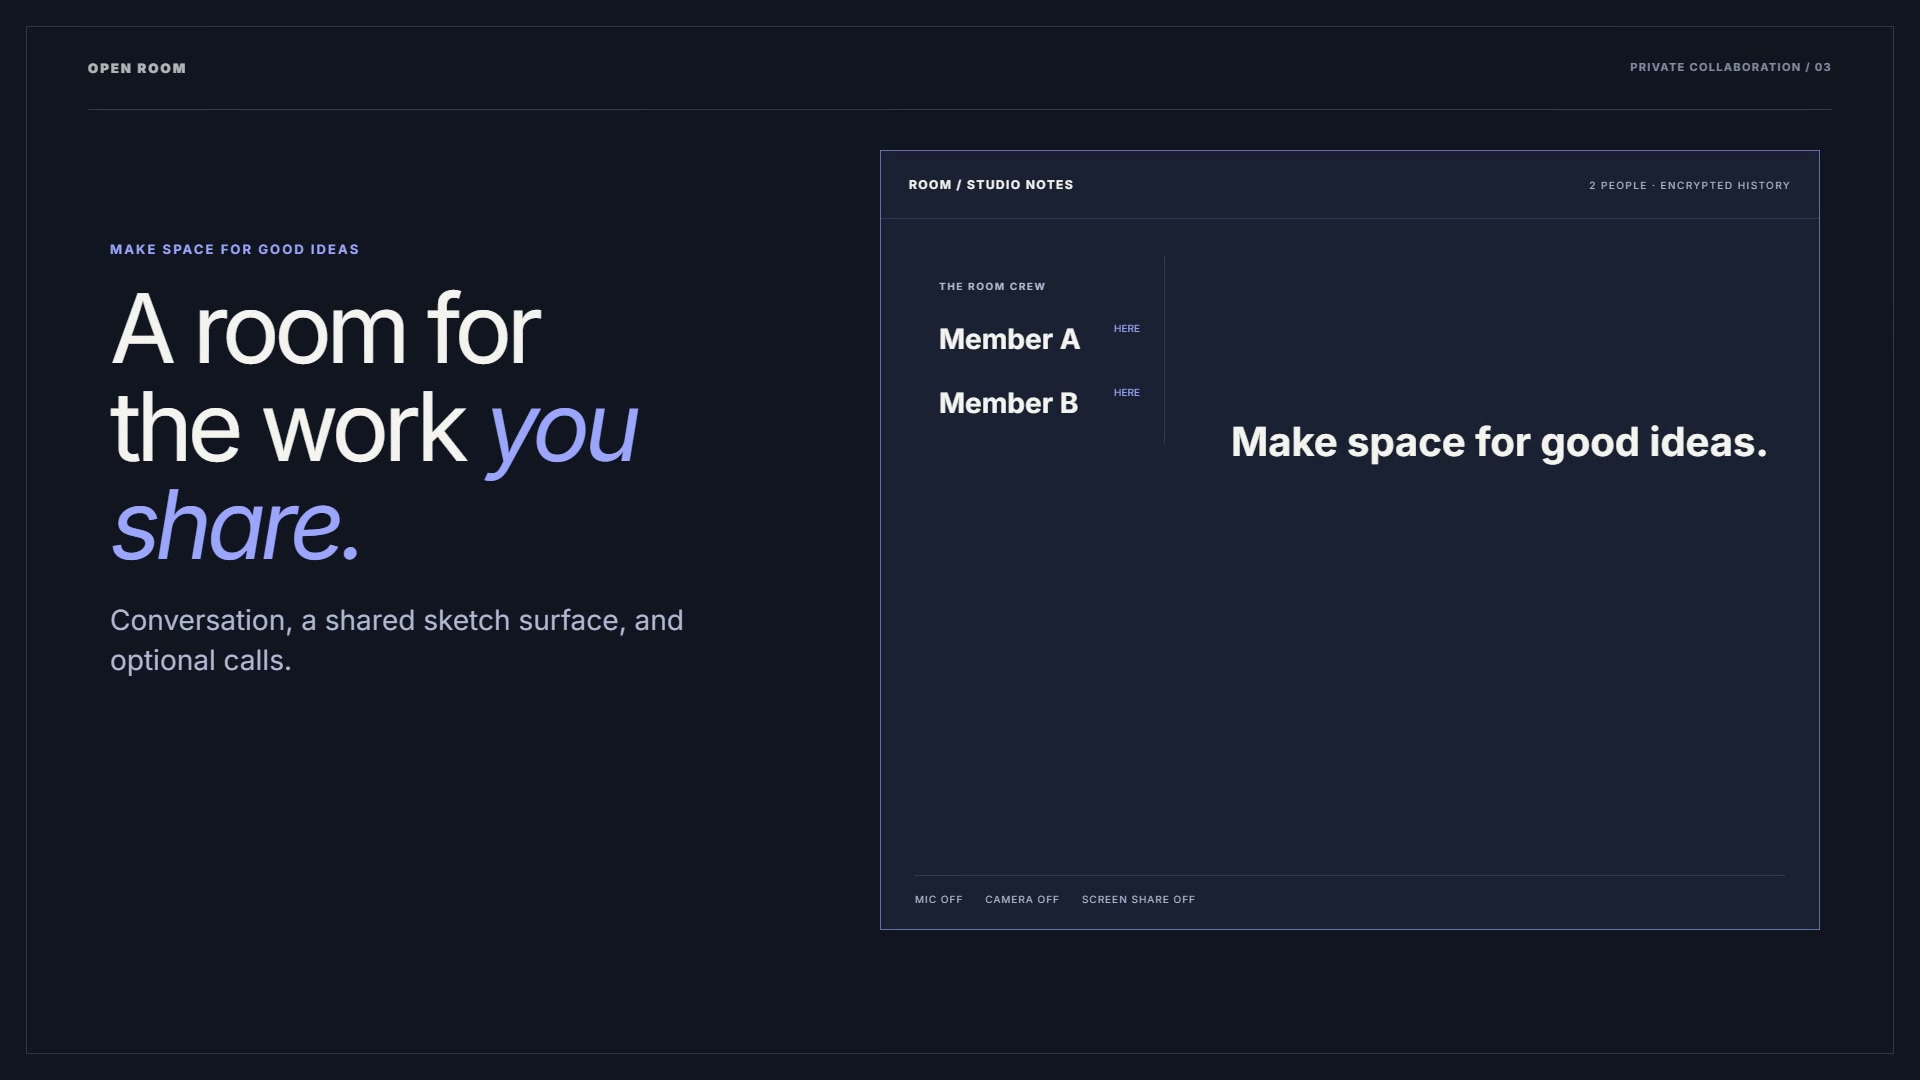 OPEN ROOM
PRIVATE COLLABORATION / 03
MAKE SPACE FOR GOOD IDEAS
A room for
the work you
share.
Conversation, a shared sketch surface, and
optional calls.
ROOM / STUDIO NOTES
2 PEOPLE · ENCRYPTED HISTORY
THE ROOM CREW
Member A HERE
Member B HERE
Make space for good ideas.
MIC OFF CAMERA OFF SCREEN SHARE OFF